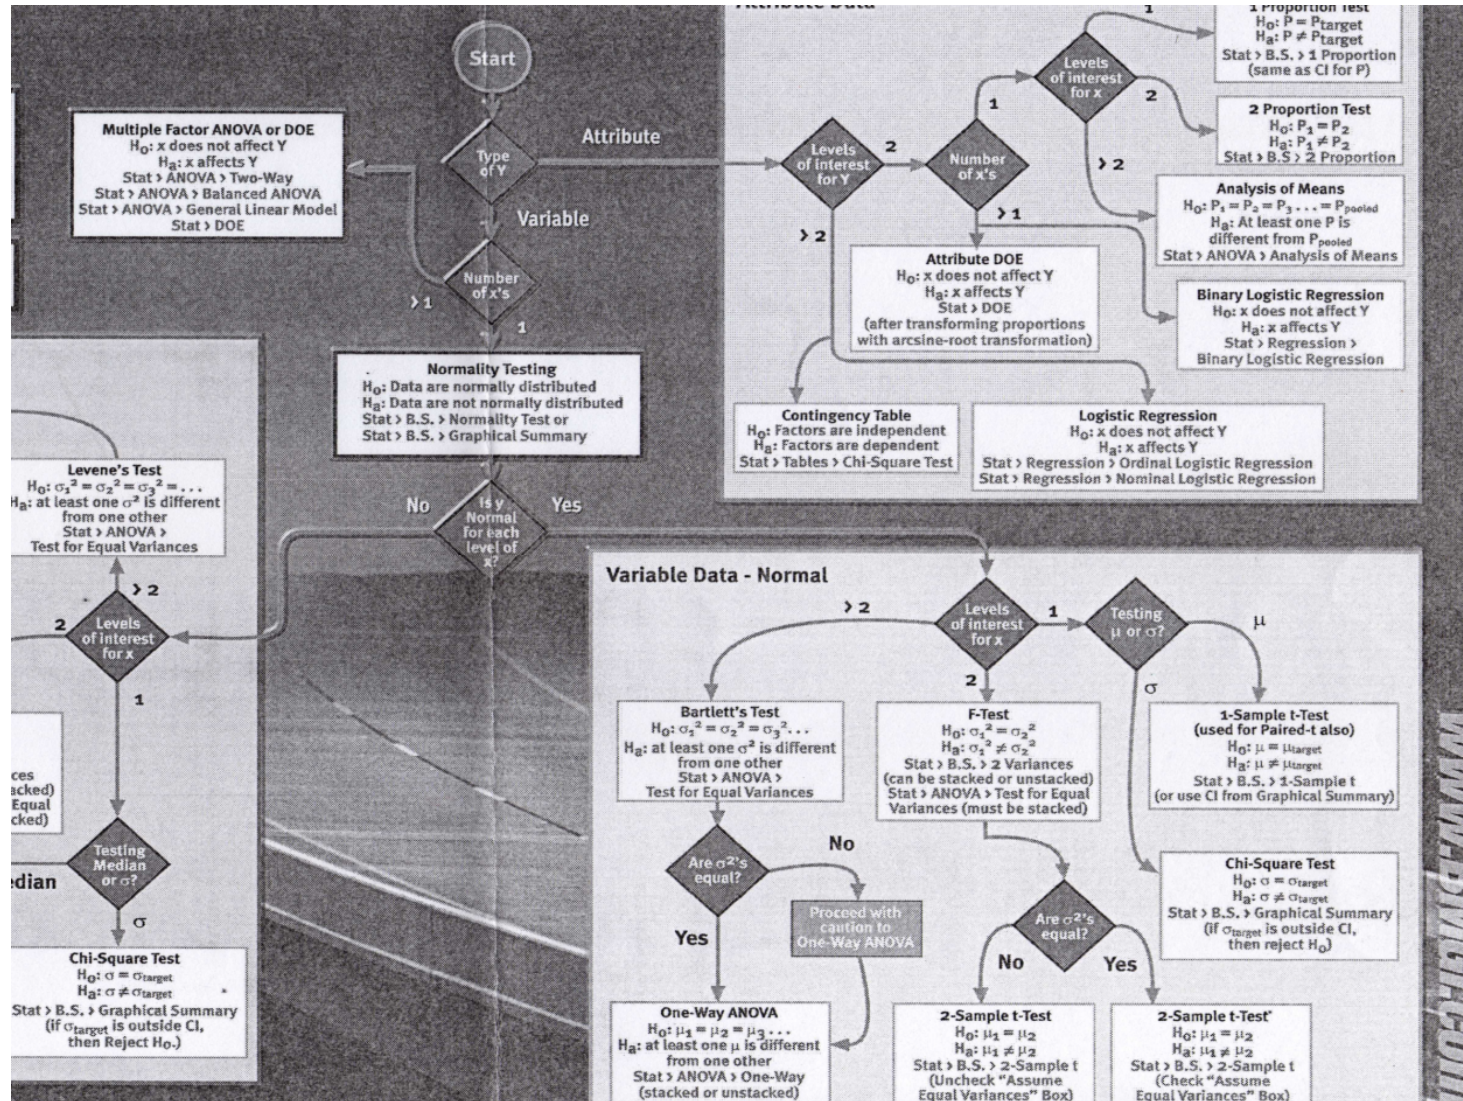 Start
Type
of Y
Attribute
Variable
Multiple Factor ANOVA or DOE
H₀: x does not affect Y
Hₐ: x affects Y
Stat > ANOVA > Two-Way
Stat > ANOVA > Balanced ANOVA
Stat > ANOVA > General Linear Model
Stat > DOE
Number
of x's
> 1
1
Normality Testing
H₀: Data are normally distributed
Hₐ: Data are not normally distributed
Stat > B.S. > Normality Test or
Stat > B.S. > Graphical Summary
Is y
Normal
for each
level of
x?
No
Yes
Attribute Data
Levels
of interest
for Y
2
> 2
Number
of x's
1
> 1
Levels
of interest
for x
1
2
> 2
1 Proportion Test
H₀: P = Ptarget
Hₐ: P ≠ Ptarget
Stat > B.S. > 1 Proportion
(same as CI for P)
2 Proportion Test
H₀: P₁ = P₂
Hₐ: P₁ ≠ P₂
Stat > B.S > 2 Proportion
Analysis of Means
H₀: P₁ = P₂ = P₃ . . . = Ppooled
Hₐ: At least one P is
different from Ppooled
Stat > ANOVA > Analysis of Means
Attribute DOE
H₀: x does not affect Y
Hₐ: x affects Y
Stat > DOE
(after transforming proportions
with arcsine-root transformation)
Binary Logistic Regression
H₀: x does not affect Y
Hₐ: x affects Y
Stat > Regression >
Binary Logistic Regression
Contingency Table
H₀: Factors are independent
Hₐ: Factors are dependent
Stat > Tables > Chi-Square Test
Logistic Regression
H₀: x does not affect Y
Hₐ: x affects Y
Stat > Regression > Ordinal Logistic Regression
Stat > Regression > Nominal Logistic Regression
Levene's Test
H₀: σ₁² = σ₂² = σ₃² = . . .
Hₐ: at least one σ² is different
from one other
Stat > ANOVA >
Test for Equal Variances
> 2
2
Levels
of interest
for x
1
acked)
Equal
cked)
Testing
Median
or σ?
edian
σ
Chi-Square Test
H₀: σ = σtarget
Hₐ: σ ≠ σtarget
Stat > B.S. > Graphical Summary
(if σtarget is outside CI,
then Reject H₀.)
Variable Data - Normal
> 2
Levels
of interest
for x
1
2
Testing
μ or σ?
μ
σ
Bartlett's Test
H₀: σ₁² = σ₂² = σ₃² . . .
Hₐ: at least one σ² is different
from one other
Stat > ANOVA >
Test for Equal Variances
F-Test
H₀: σ₁² = σ₂²
Hₐ: σ₁² ≠ σ₂²
Stat > B.S. > 2 Variances
(can be stacked or unstacked)
Stat > ANOVA > Test for Equal
Variances (must be stacked)
1-Sample t-Test
(used for Paired-t also)
H₀: μ = μtarget
Hₐ: μ ≠ μtarget
Stat > B.S. > 1-Sample t
(or use CI from Graphical Summary)
Are σ²'s
equal?
No
Yes
Proceed with
caution to
One-Way ANOVA
Are σ²'s
equal?
No
Yes
Chi-Square Test
H₀: σ = σtarget
Hₐ: σ ≠ σtarget
Stat > B.S. > Graphical Summary
(if σtarget is outside CI,
then reject H₀)
One-Way ANOVA
H₀: μ₁ = μ₂ = μ₃ . . .
Hₐ: at least one μ is different
from one other
Stat > ANOVA > One-Way
(stacked or unstacked)
2-Sample t-Test
H₀: μ₁ = μ₂
Hₐ: μ₁ ≠ μ₂
Stat > B.S. > 2-Sample t
(Uncheck "Assume
Equal Variances" Box)
2-Sample t-Test*
H₀: μ₁ = μ₂
Hₐ: μ₁ ≠ μ₂
Stat > B.S. > 2-Sample t
(Check "Assume
Equal Variances" Box)